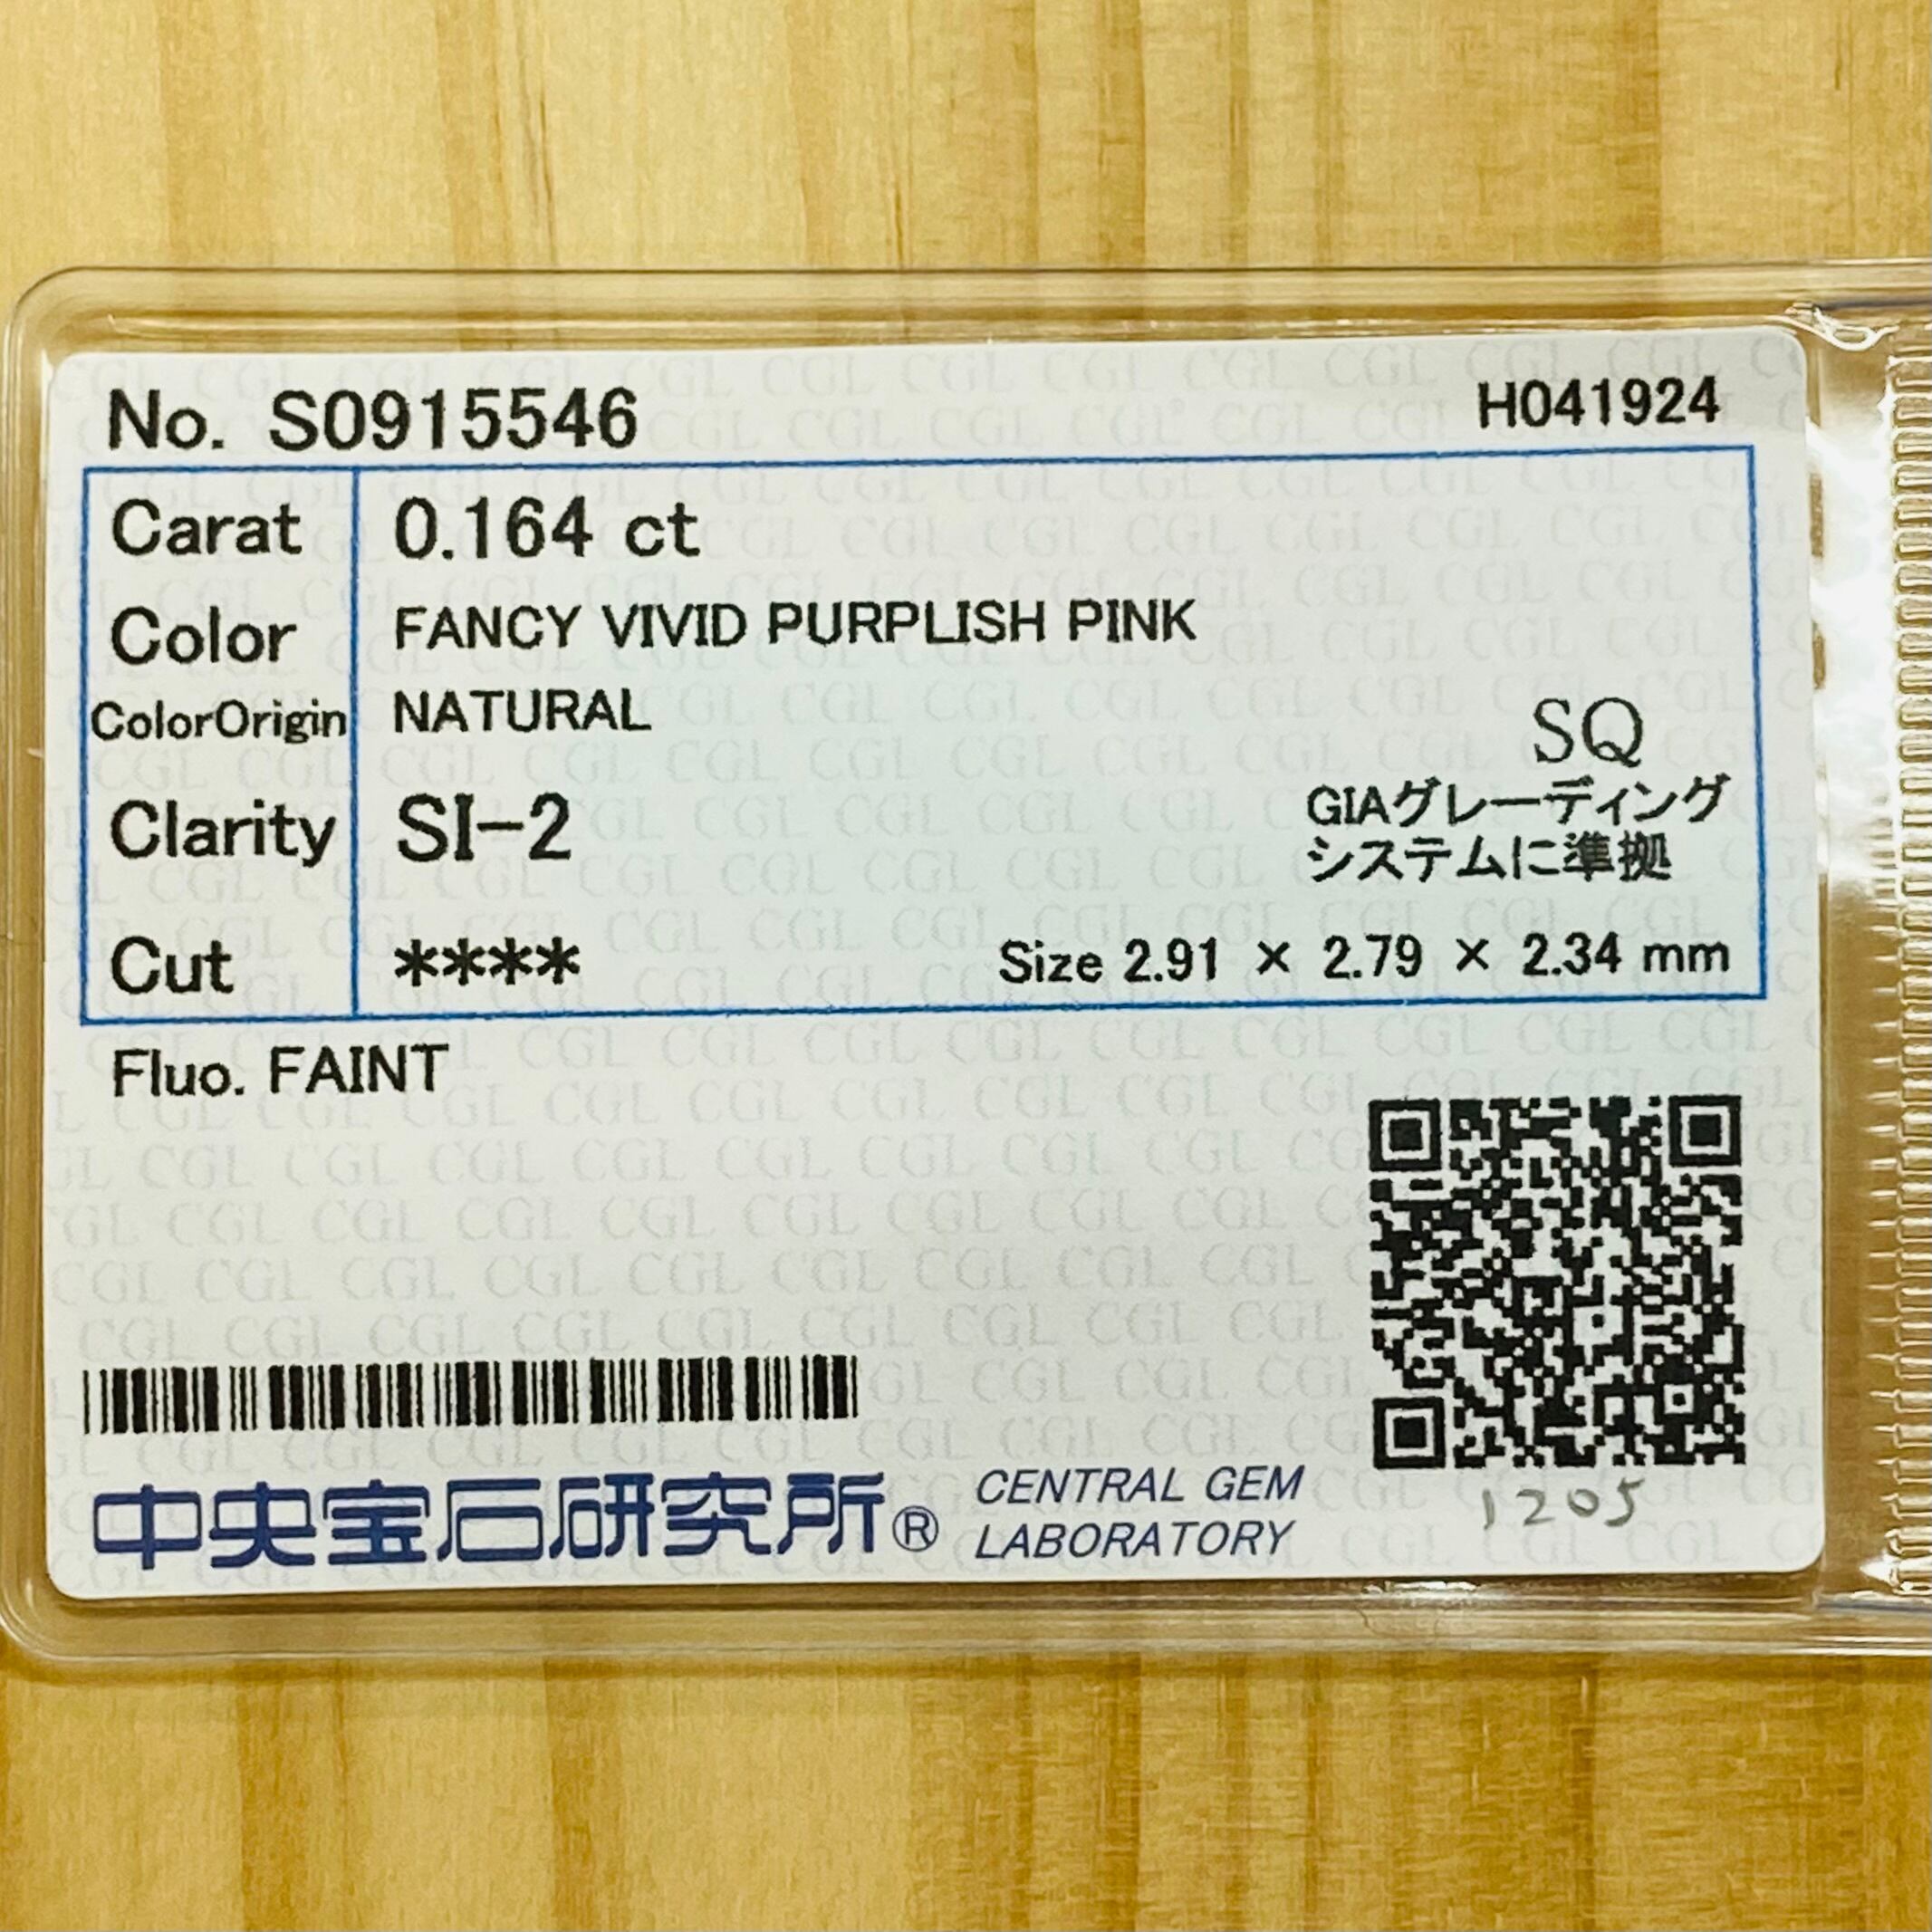 No. S0915546
H041924
Carat 0.164 ct
Color FANCY VIVID PURPLISH PINK
ColorOrigin NATURAL
SQ
Clarity SI-2
GIAグレーディング
システムに準拠
Cut ****
Size 2.91 × 2.79 × 2.34 mm
Fluo. FAINT
中央宝石研究所®
CENTRAL GEM
LABORATORY
1205